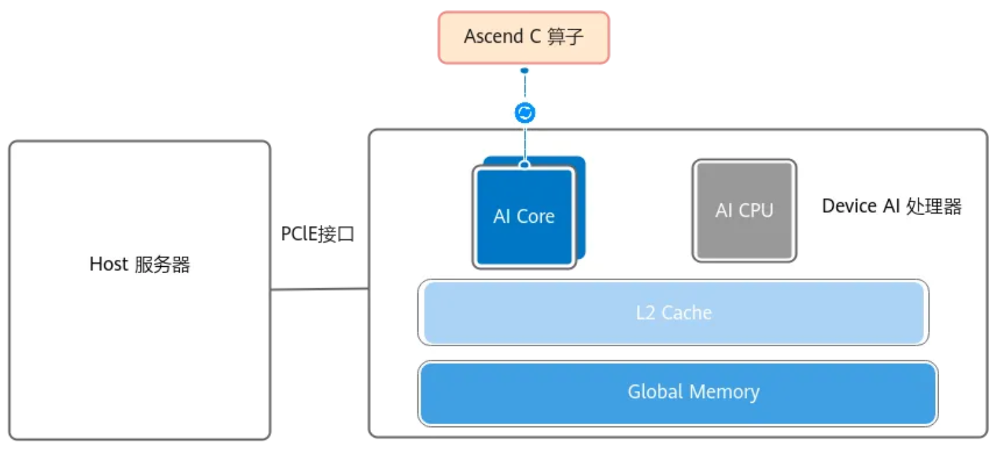 Ascend C 算子
Host 服务器
PClE接口
AI Core
AI CPU
Device AI 处理器
L2 Cache
Global Memory